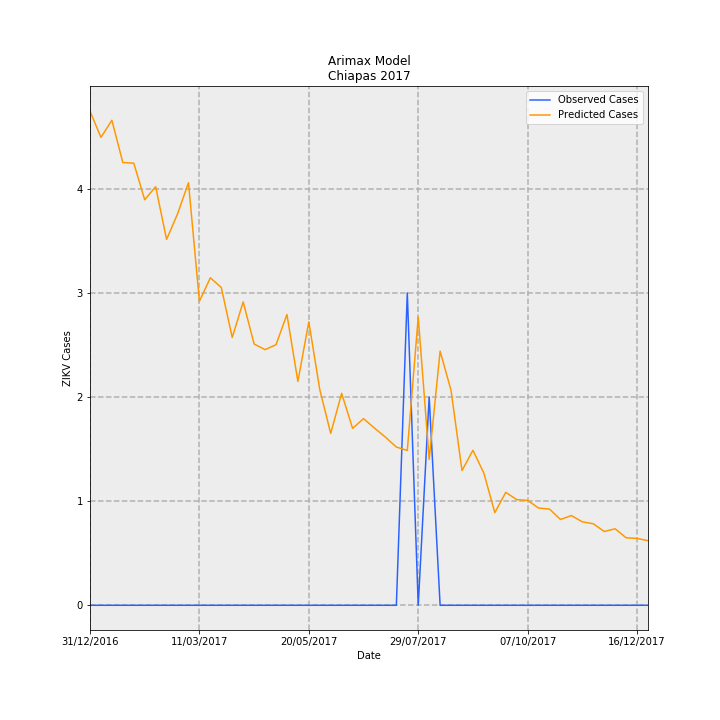 Arimax Model
Chiapas 2017
Observed Cases
Predicted Cases
ZIKV Cases
4
3
2
1
0
31/12/2016
11/03/2017
20/05/2017
29/07/2017
07/10/2017
16/12/2017
Date